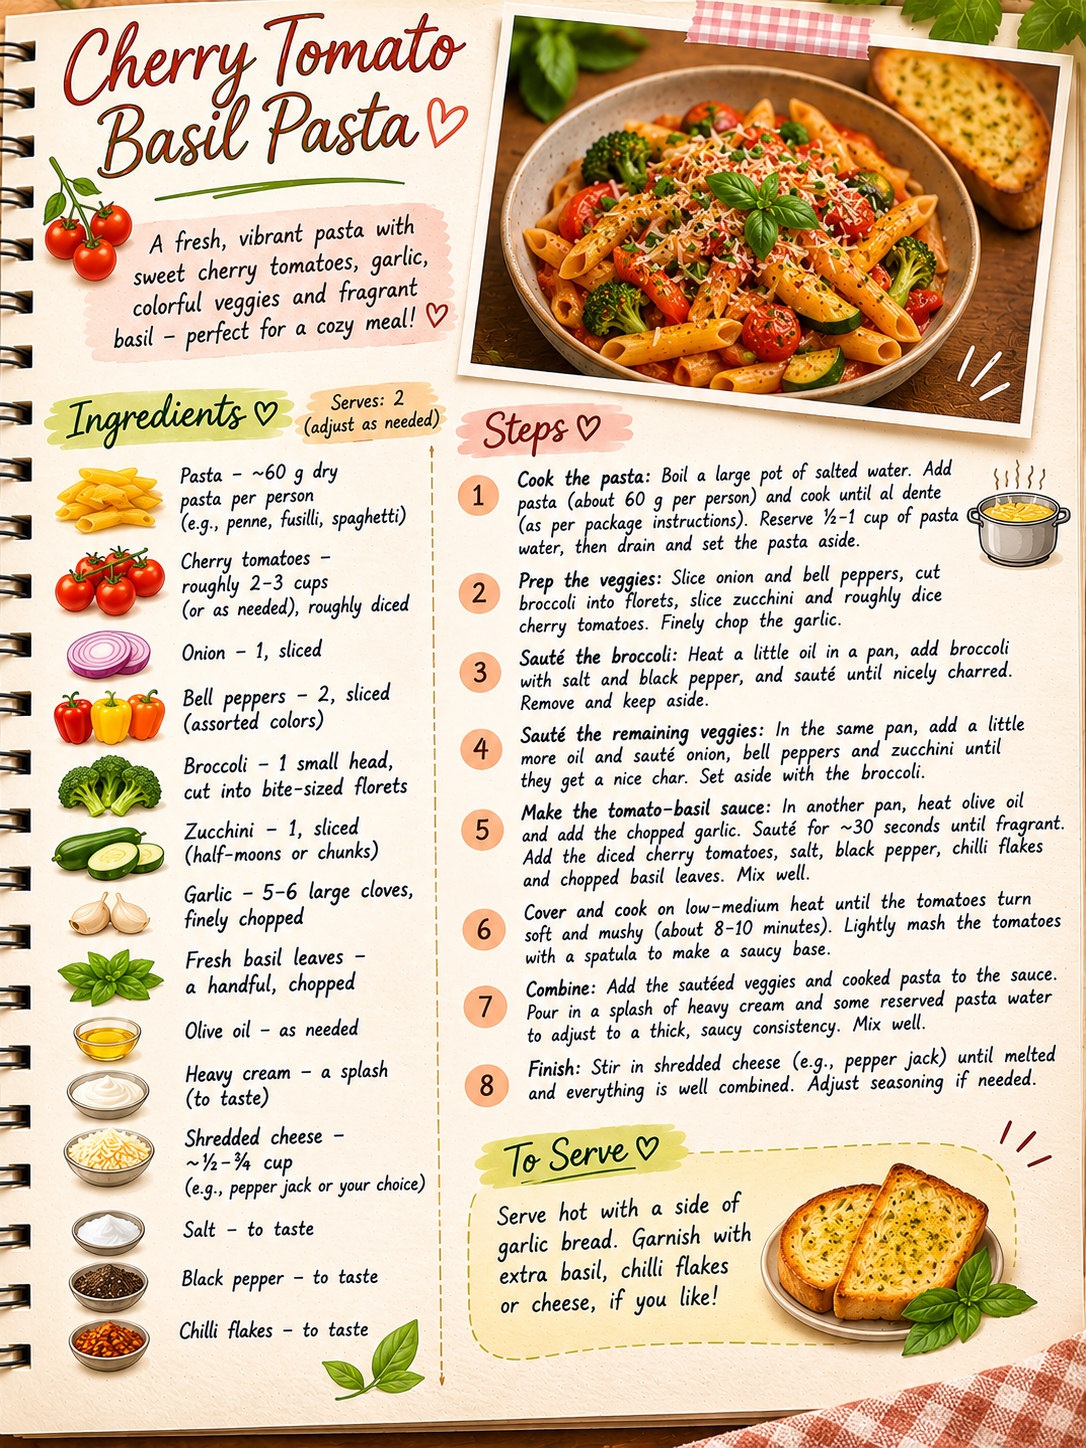 Cherry Tomato
Basil Pasta
A fresh, vibrant pasta with
sweet cherry tomatoes, garlic,
colorful veggies and fragrant
basil – perfect for a cozy meal!
Ingredients
Serves: 2
(adjust as needed)
Pasta – ~60 g dry
pasta per person
(e.g., penne, fusilli, spaghetti)
Cherry tomatoes –
roughly 2–3 cups
(or as needed), roughly diced
Onion – 1, sliced
Bell peppers – 2, sliced
(assorted colors)
Broccoli – 1 small head,
cut into bite-sized florets
Zucchini – 1, sliced
(half-moons or chunks)
Garlic – 5–6 large cloves,
finely chopped
Fresh basil leaves –
a handful, chopped
Olive oil – as needed
Heavy cream – a splash
(to taste)
Shredded cheese –
~½–¾ cup
(e.g., pepper jack or your choice)
Salt – to taste
Black pepper – to taste
Chilli flakes – to taste
Steps
1
Cook the pasta: Boil a large pot of salted water. Add
pasta (about 60 g per person) and cook until al dente
(as per package instructions). Reserve ½–1 cup of pasta
water, then drain and set the pasta aside.
2
Prep the veggies: Slice onion and bell peppers, cut
broccoli into florets, slice zucchini and roughly dice
cherry tomatoes. Finely chop the garlic.
3
Sauté the broccoli: Heat a little oil in a pan, add broccoli
with salt and black pepper, and sauté until nicely charred.
Remove and keep aside.
4
Sauté the remaining veggies: In the same pan, add a little
more oil and sauté onion, bell peppers and zucchini until
they get a nice char. Set aside with the broccoli.
5
Make the tomato-basil sauce: In another pan, heat olive oil
and add the chopped garlic. Sauté for ~30 seconds until fragrant.
Add the diced cherry tomatoes, salt, black pepper, chilli flakes
and chopped basil leaves. Mix well.
6
Cover and cook on low-medium heat until the tomatoes turn
soft and mushy (about 8–10 minutes). Lightly mash the tomatoes
with a spatula to make a saucy base.
7
Combine: Add the sautéed veggies and cooked pasta to the sauce.
Pour in a splash of heavy cream and some reserved pasta water
to adjust to a thick, saucy consistency. Mix well.
8
Finish: Stir in shredded cheese (e.g., pepper jack) until melted
and everything is well combined. Adjust seasoning if needed.
To Serve
Serve hot with a side of
garlic bread. Garnish with
extra basil, chilli flakes
or cheese, if you like!